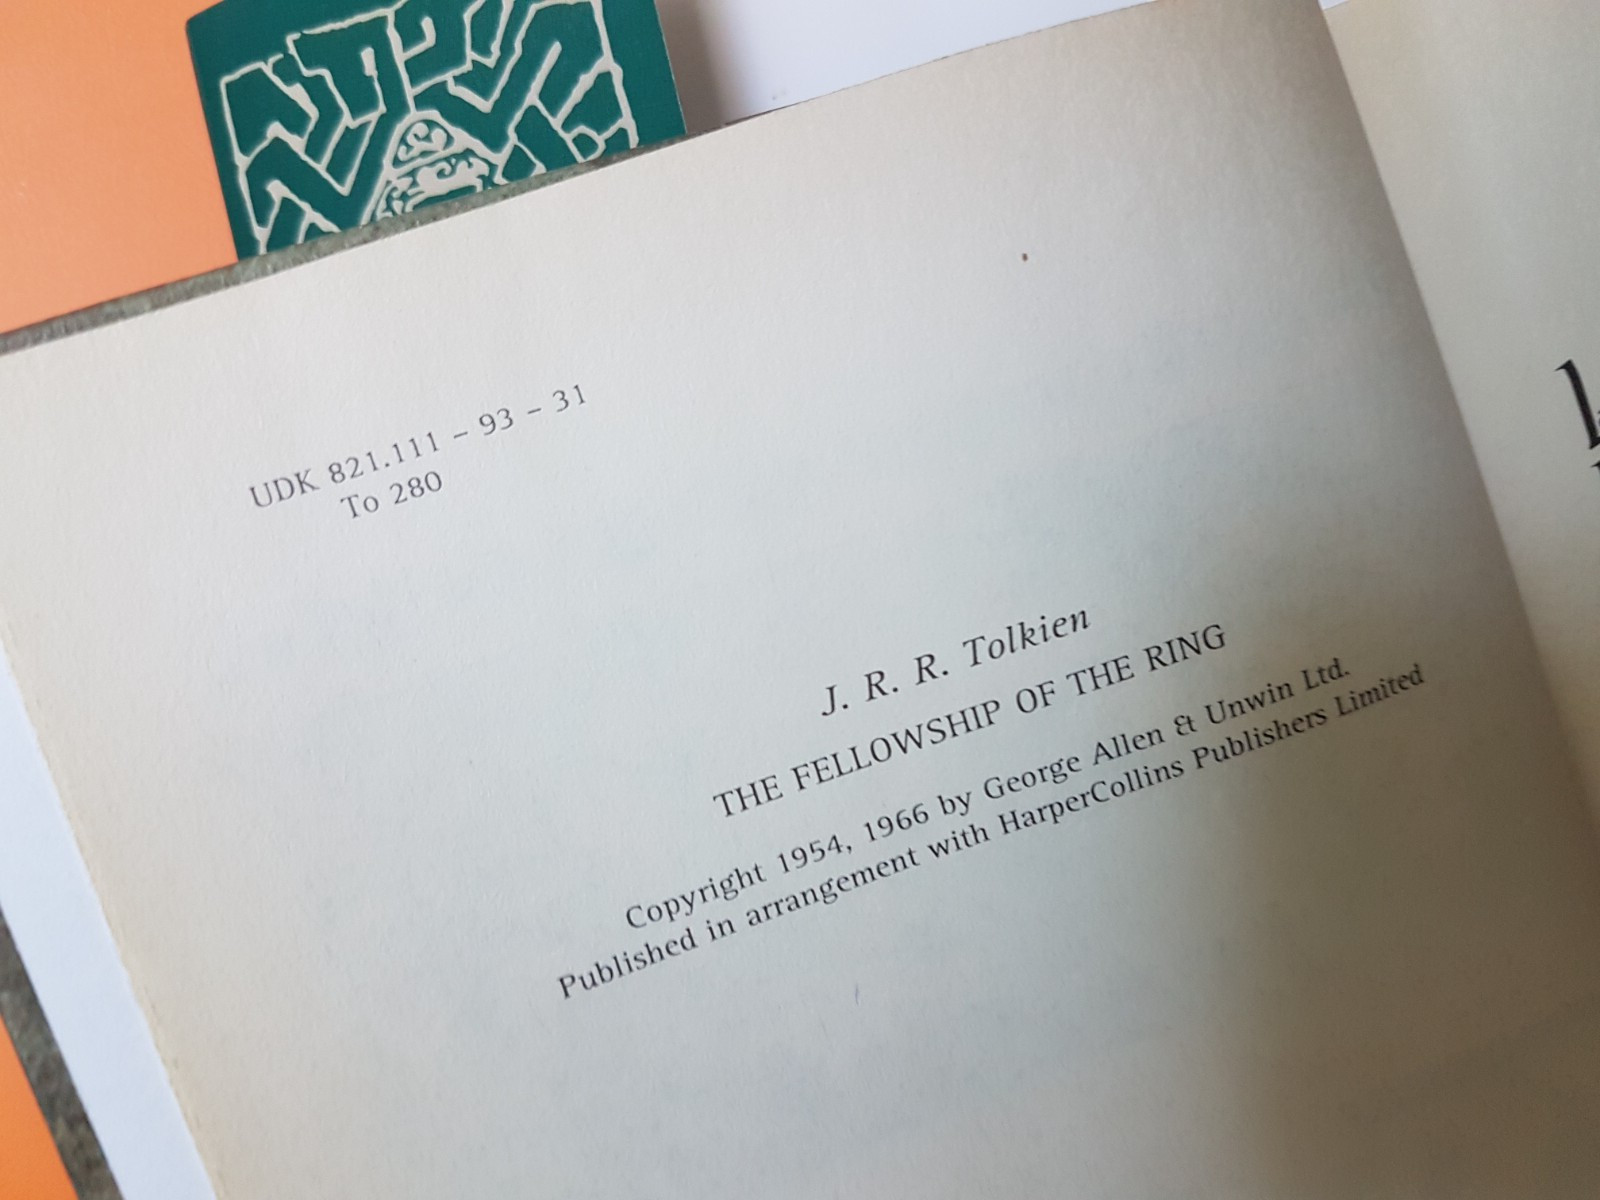 UDK 821.111 – 93 – 31
To 280
J. R. R. Tolkien
THE FELLOWSHIP OF THE RING
Copyright 1954, 1966 by George Allen & Unwin Ltd.
Published in arrangement with HarperCollins Publishers Limited